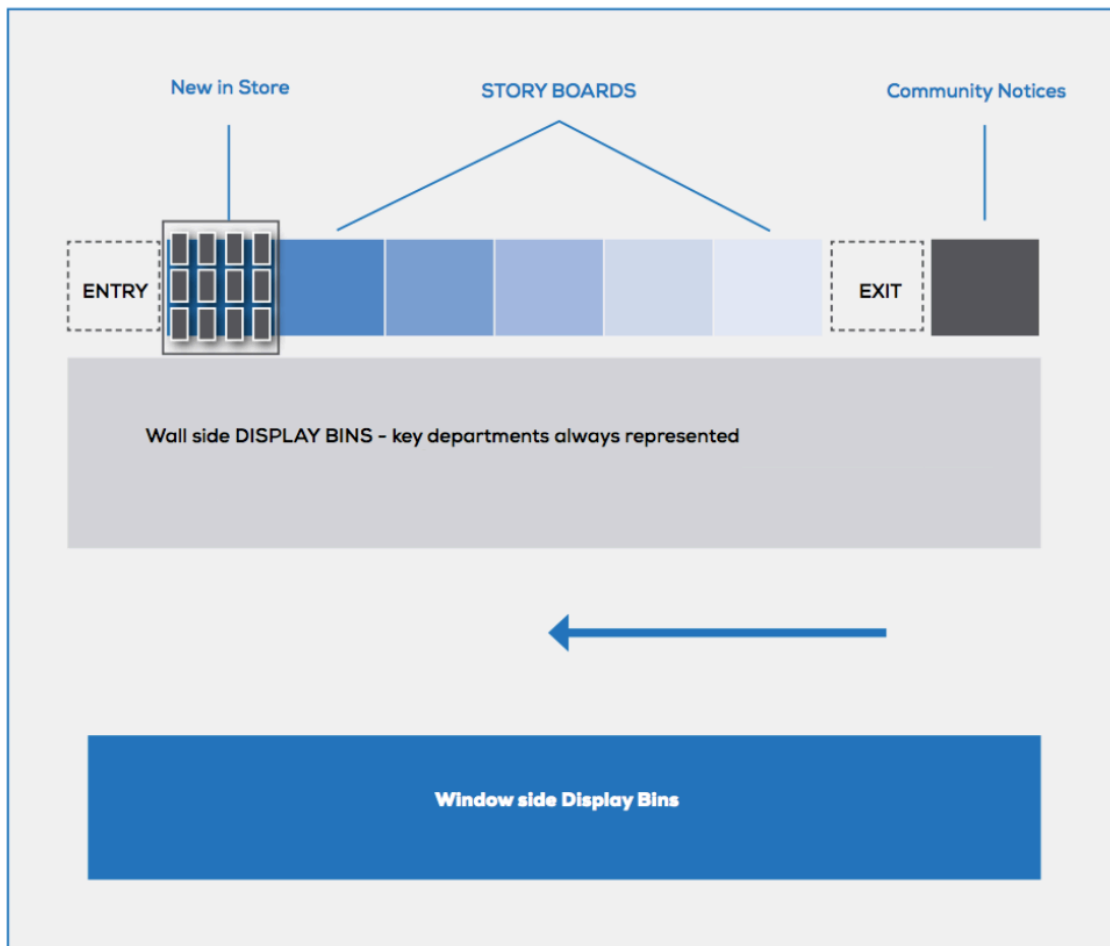 New in Store
STORY BOARDS
Community Notices
ENTRY
EXIT
Wall side DISPLAY BINS - key departments always represented
Window side Display Bins